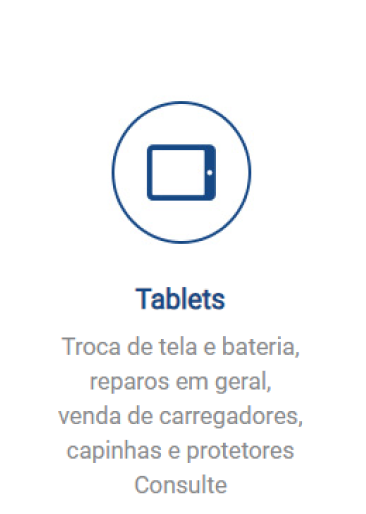 Tablets
Troca de tela e bateria,
reparos em geral,
venda de carregadores,
capinhas e protetores
Consulte